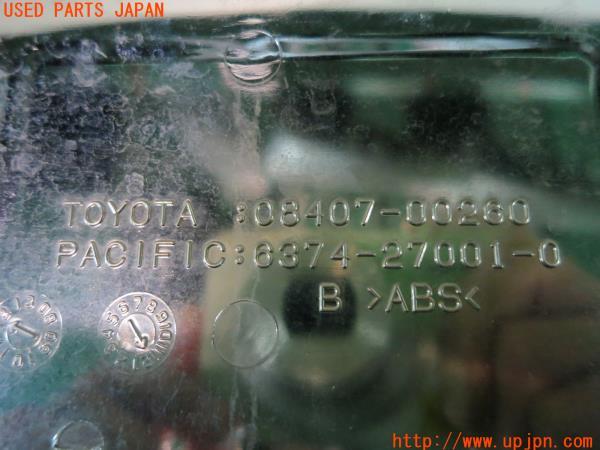 USED PARTS JAPAN
TOYOTA :08407-00260
PACIFIC:6374-27001-0
B >ABS<
http://www.upjpn.com/